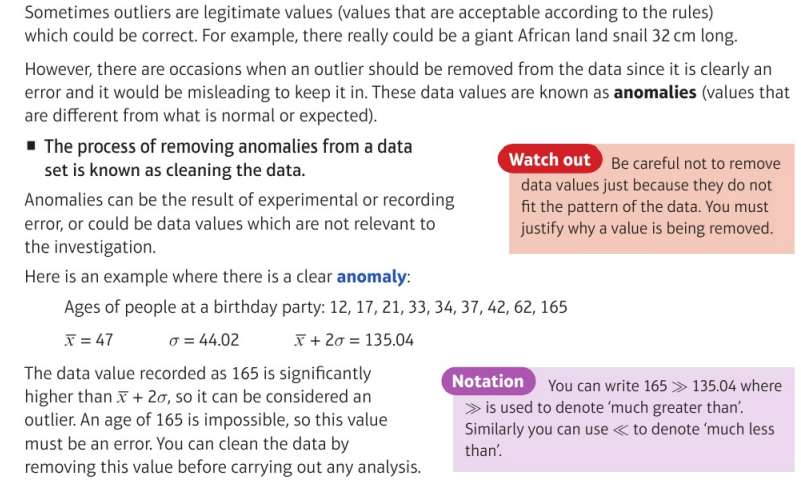 Sometimes outliers are legitimate values (values that are acceptable according to the rules)
which could be correct. For example, there really could be a giant African land snail 32 cm long.
However, there are occasions when an outlier should be removed from the data since it is clearly an
error and it would be misleading to keep it in. These data values are known as anomalies (values that
are different from what is normal or expected).
■ The process of removing anomalies from a data
set is known as cleaning the data.
Anomalies can be the result of experimental or recording
error, or could be data values which are not relevant to
the investigation.
Watch out Be careful not to remove
data values just because they do not
fit the pattern of the data. You must
justify why a value is being removed.
Here is an example where there is a clear anomaly:
Ages of people at a birthday party: 12, 17, 21, 33, 34, 37, 42, 62, 165
x̅ = 47 σ = 44.02 x̅ + 2σ = 135.04
The data value recorded as 165 is significantly
higher than x̅ + 2σ, so it can be considered an
outlier. An age of 165 is impossible, so this value
must be an error. You can clean the data by
removing this value before carrying out any analysis.
Notation You can write 165 ≫ 135.04 where
≫ is used to denote ‘much greater than’.
Similarly you can use ≪ to denote ‘much less
than’.